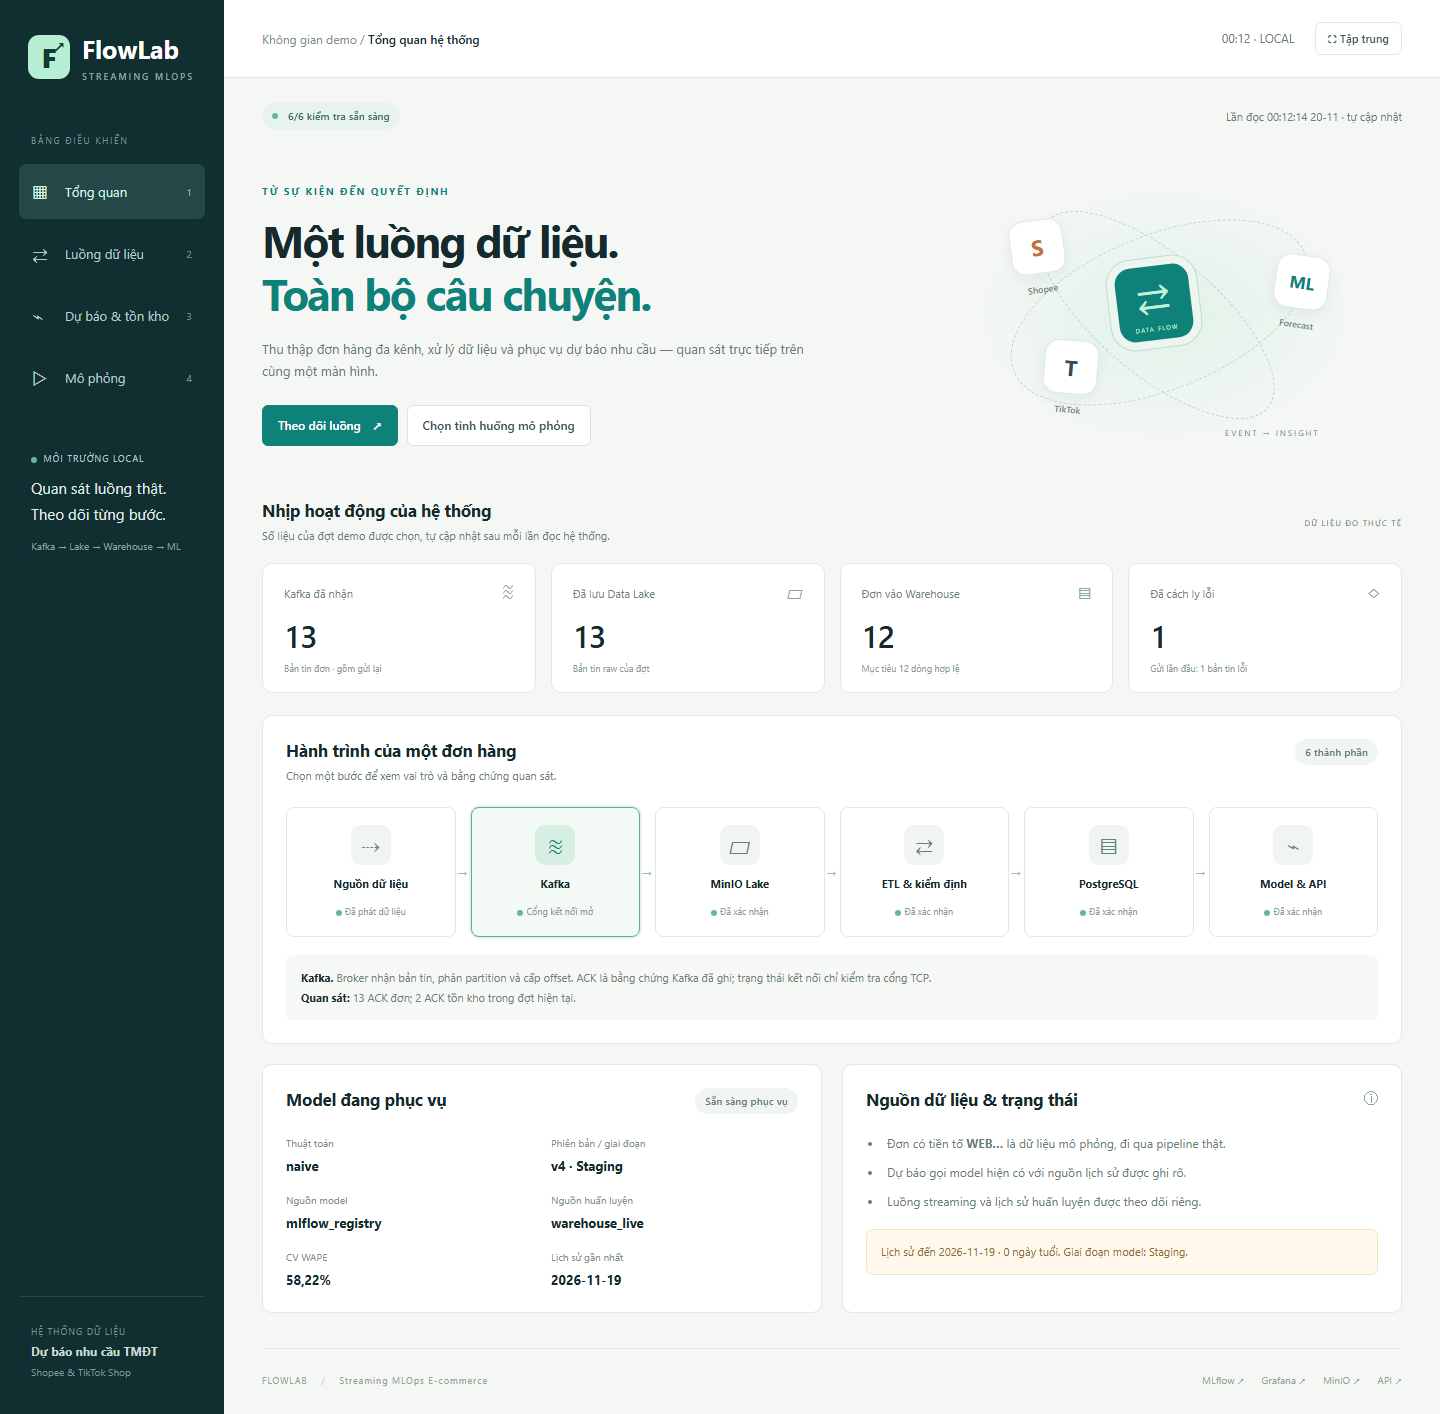 FlowLab
STREAMING MLOPS
BẢNG ĐIỀU KHIỂN
Tổng quan 1
Luồng dữ liệu 2
Dự báo & tồn kho 3
Mô phỏng 4
MÔI TRƯỜNG LOCAL
Quan sát luồng thật.
Theo dõi từng bước.
Kafka → Lake → Warehouse → ML
HỆ THỐNG DỮ LIỆU
Dự báo nhu cầu TMĐT
Shopee & TikTok Shop
Không gian demo / Tổng quan hệ thống
00:12 · LOCAL
Tập trung
6/6 kiểm tra sẵn sàng
Lần đọc 00:12:14 20-11 · tự cập nhật
TỪ SỰ KIỆN ĐẾN QUYẾT ĐỊNH
Một luồng dữ liệu.
Toàn bộ câu chuyện.
Thu thập đơn hàng đa kênh, xử lý dữ liệu và phục vụ dự báo nhu cầu — quan sát trực tiếp trên
cùng một màn hình.
Theo dõi luồng ↗
Chọn tình huống mô phỏng
S
Shopee
DATA FLOW
ML
Forecast
T
TikTok
EVENT → INSIGHT
Nhịp hoạt động của hệ thống
Số liệu của đợt demo được chọn, tự cập nhật sau mỗi lần đọc hệ thống.
DỮ LIỆU ĐO THỰC TẾ
Kafka đã nhận
13
Bản tin đơn · gồm gửi lại
Đã lưu Data Lake
13
Bản tin raw của đợt
Đơn vào Warehouse
12
Mục tiêu 12 dòng hợp lệ
Đã cách ly lỗi
1
Gửi lần đầu: 1 bản tin lỗi
Hành trình của một đơn hàng
Chọn một bước để xem vai trò và bằng chứng quan sát.
6 thành phần
Nguồn dữ liệu
Đã phát dữ liệu
→
Kafka
Cổng kết nối mở
→
MinIO Lake
Đã xác nhận
→
ETL & kiểm định
Đã xác nhận
→
PostgreSQL
Đã xác nhận
→
Model & API
Đã xác nhận
Kafka. Broker nhận bản tin, phân partition và cấp offset. ACK là bằng chứng Kafka đã ghi; trạng thái kết nối chỉ kiểm tra cổng TCP.
Quan sát: 13 ACK đơn; 2 ACK tồn kho trong đợt hiện tại.
Model đang phục vụ
Sẵn sàng phục vụ
Thuật toán
naive
Phiên bản / giai đoạn
v4 · Staging
Nguồn model
mlflow_registry
Nguồn huấn luyện
warehouse_live
CV WAPE
58,22%
Lịch sử gần nhất
2026-11-19
Nguồn dữ liệu & trạng thái
• Đơn có tiền tố WEB... là dữ liệu mô phỏng, đi qua pipeline thật.
• Dự báo gọi model hiện có với nguồn lịch sử được ghi rõ.
• Luồng streaming và lịch sử huấn luyện được theo dõi riêng.
Lịch sử đến 2026-11-19 · 0 ngày tuổi. Giai đoạn model: Staging.
FLOWLAB / Streaming MLOps E-commerce
MLflow ↗ Grafana ↗ MinIO ↗ API ↗